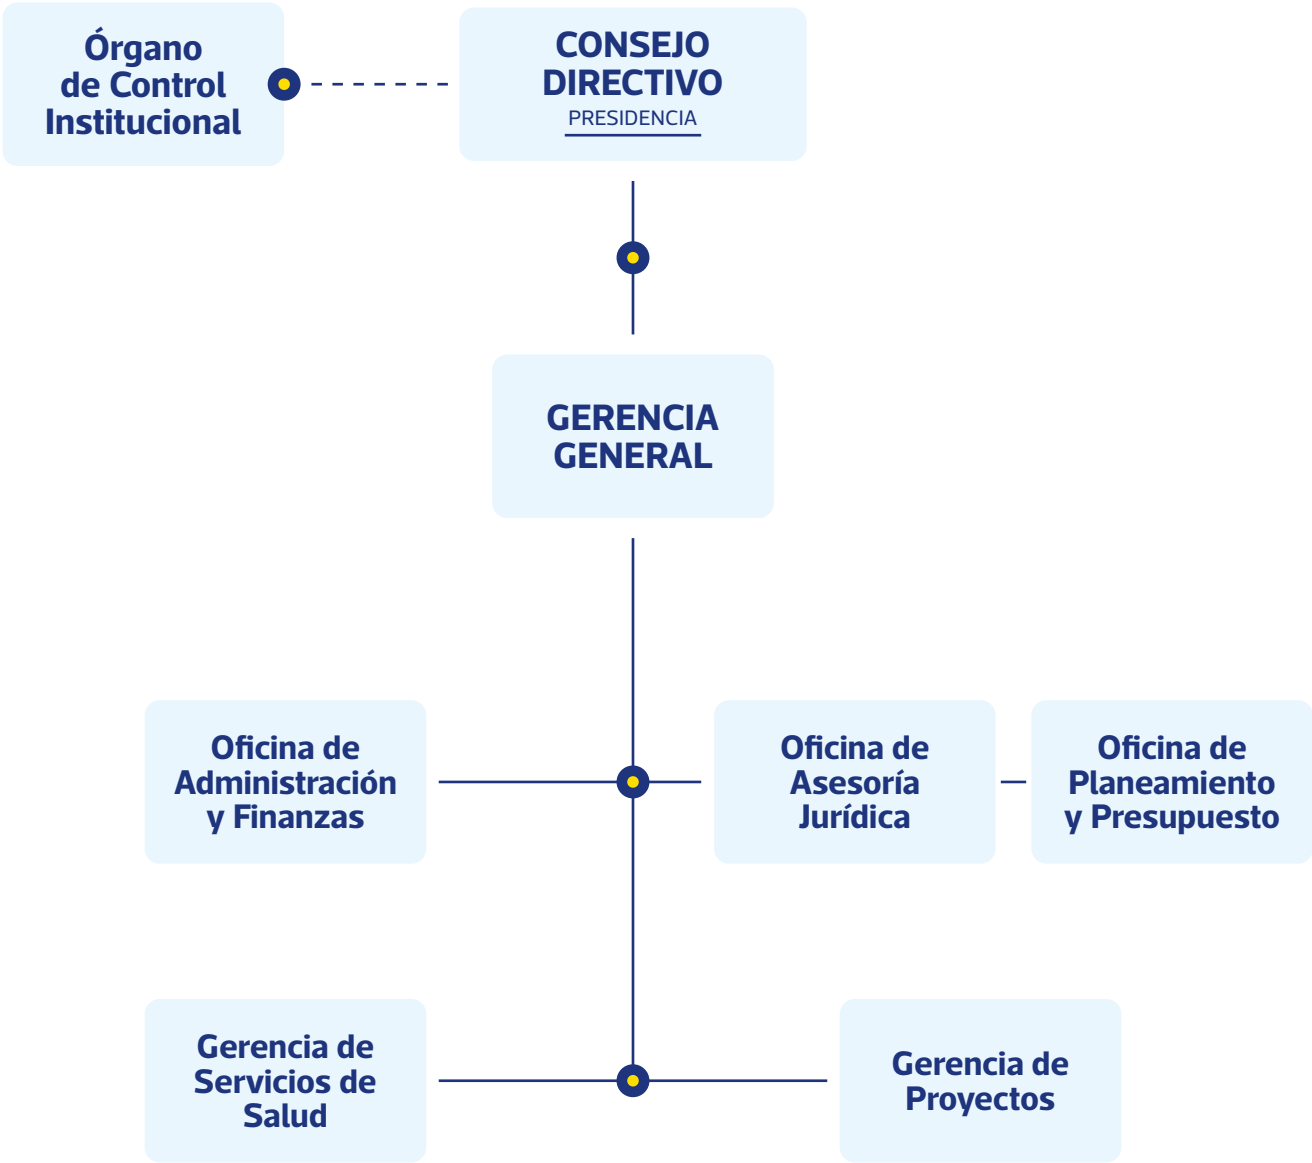 Órgano
de Control
Institucional
CONSEJO
DIRECTIVO
PRESIDENCIA
GERENCIA
GENERAL
Oficina de
Administración
y Finanzas
Oficina de
Asesoría
Jurídica
Oficina de
Planeamiento
y Presupuesto
Gerencia de
Servicios de
Salud
Gerencia de
Proyectos